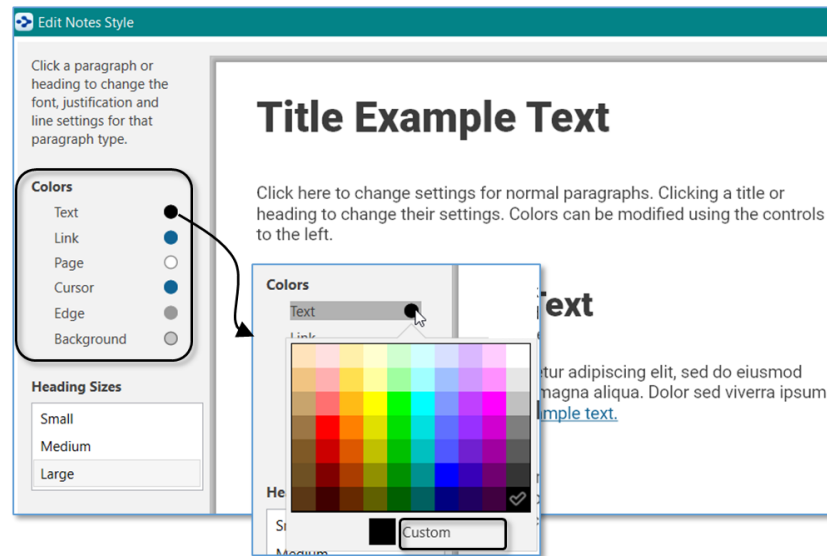 Edit Notes Style
Click a paragraph or
heading to change the
font, justification and
line settings for that
paragraph type.
Colors
Text
Link
Page
Cursor
Edge
Background
Heading Sizes
Small
Medium
Large
Title Example Text
Click here to change settings for normal paragraphs. Clicking a title or
heading to change their settings. Colors can be modified using the controls
to the left.
Text
adipiscing elit, sed do eiusmod
magna aliqua. Dolor sed viverra ipsum
text.
Colors
Text
Link
Medium
Custom